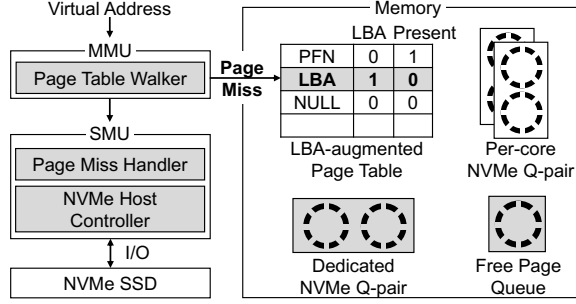 Virtual Address
MMU
Page Table Walker
SMU
Page Miss Handler
NVMe Host
Controller
I/O
NVMe SSD
Page
Miss
Memory
LBA Present
PFN 0 1
LBA 1 0
NULL 0 0
LBA-augmented
Page Table
Per-core
NVMe Q-pair
Dedicated
NVMe Q-pair
Free Page
Queue